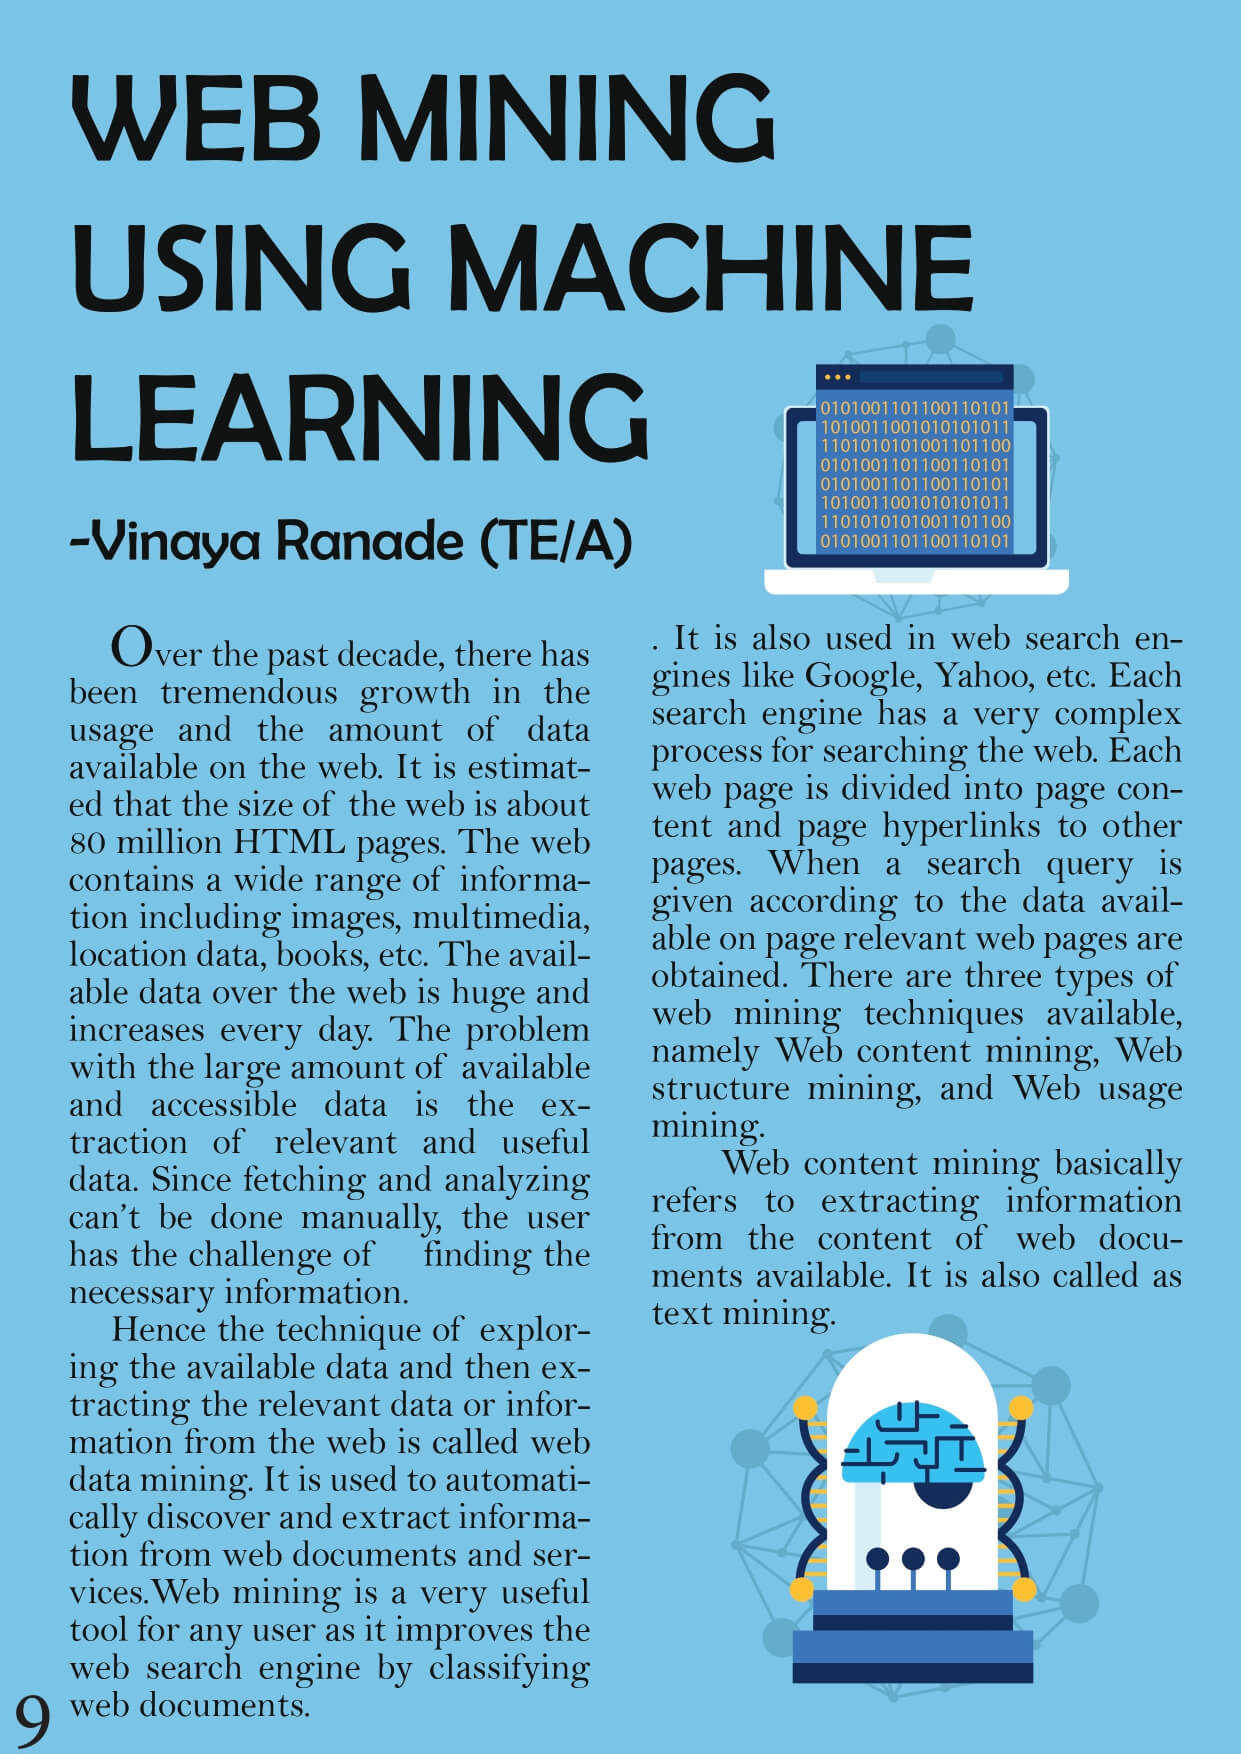 WEB MINING
USING MACHINE
LEARNING
-Vinaya Ranade (TE/A)
0101001101100110101
1010011001010101011
1101010101001101100
0101001101100110101
0101001101100110101
1010011001010101011
1101010101001101100
0101001101100110101
Over the past decade, there has
been tremendous growth in the
usage and the amount of data
available on the web. It is estimat-
ed that the size of the web is about
80 million HTML pages. The web
contains a wide range of informa-
tion including images, multimedia,
location data, books, etc. The avail-
able data over the web is huge and
increases every day. The problem
with the large amount of available
and accessible data is the ex-
traction of relevant and useful
data. Since fetching and analyzing
can't be done manually, the user
has the challenge of finding the
necessary information.
Hence the technique of explor-
ing the available data and then ex-
tracting the relevant data or infor-
mation from the web is called web
data mining. It is used to automati-
cally discover and extract informa-
tion from web documents and ser-
vices.Web mining is a very useful
tool for any user as it improves the
web search engine by classifying
web documents.
. It is also used in web search en-
gines like Google, Yahoo, etc. Each
search engine has a very complex
process for searching the web. Each
web page is divided into page con-
tent and page hyperlinks to other
pages. When a search query is
given according to the data avail-
able on page relevant web pages are
obtained. There are three types of
web mining techniques available,
namely Web content mining, Web
structure mining, and Web usage
mining.
Web content mining basically
refers to extracting information
from the content of web docu-
ments available. It is also called as
text mining.
9